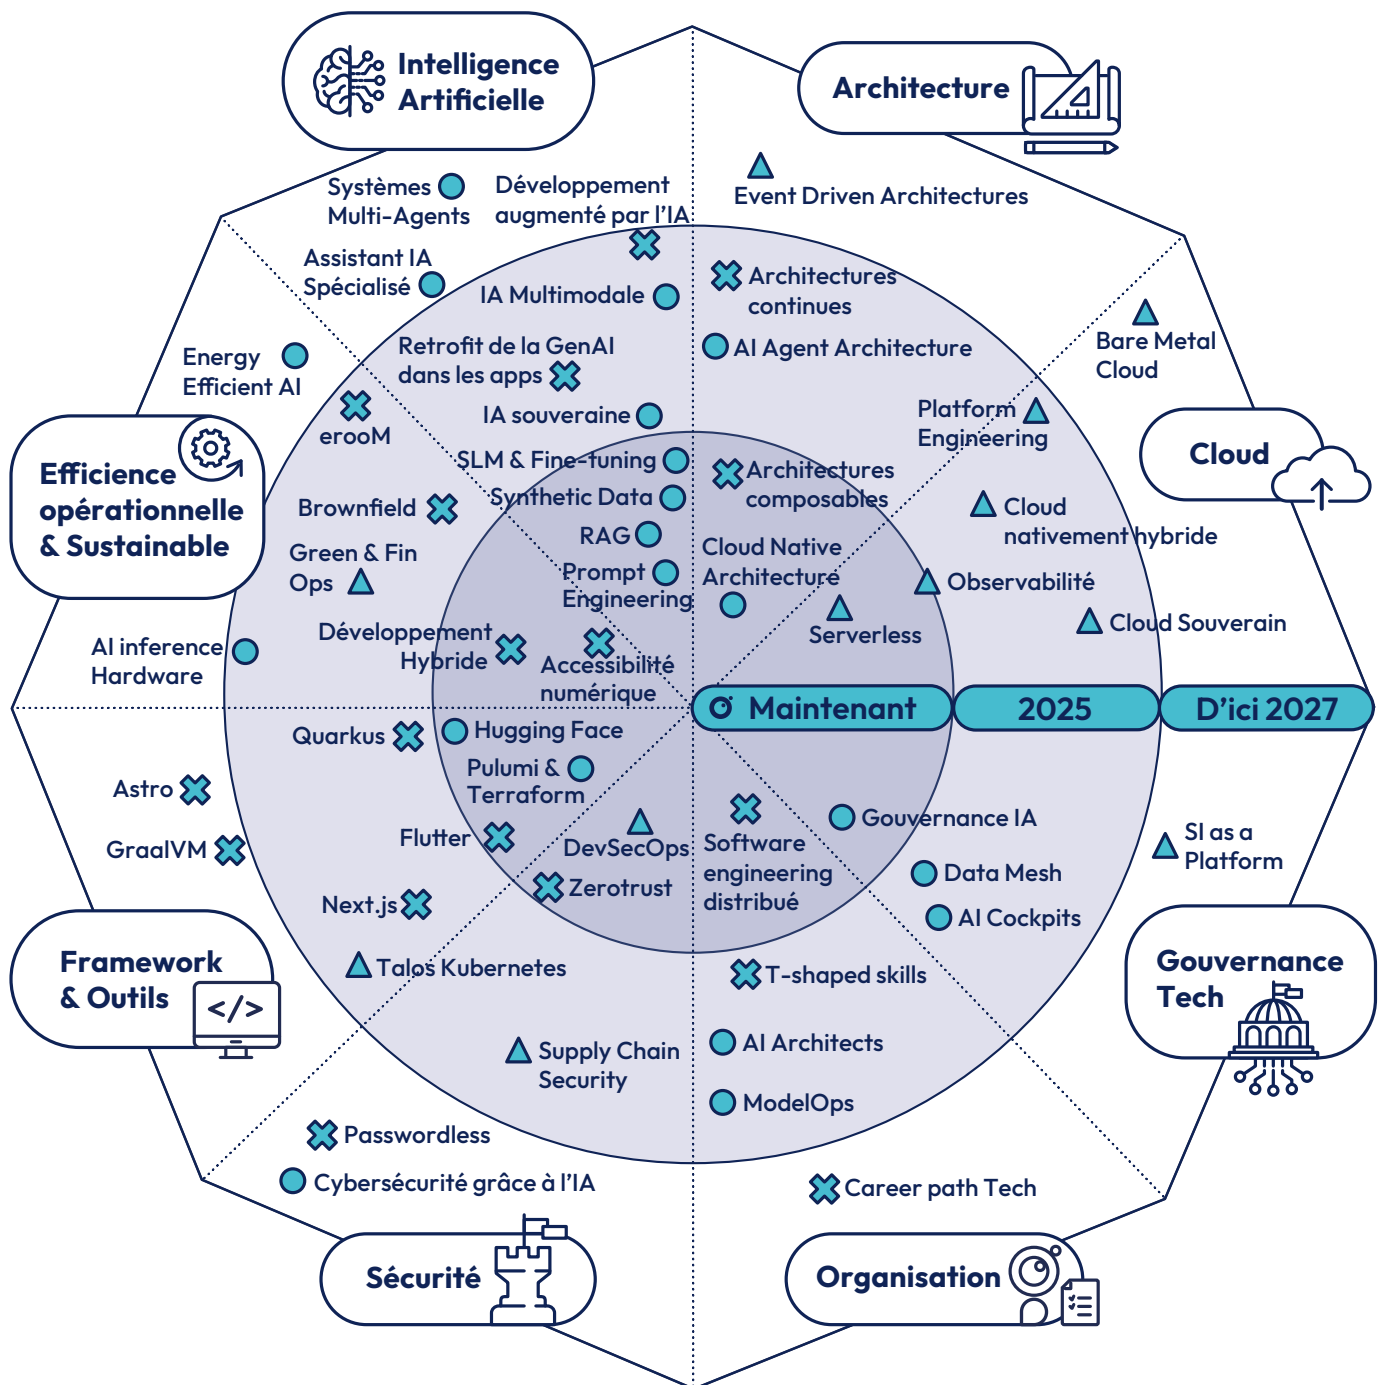 Intelligence
Artificielle
Architecture
Systèmes
Multi-Agents
Développement
augmenté par l'IA
Event Driven Architectures
Assistant IA
Spécialisé
IA Multimodale
Architectures
continues
Retrofit de la GenAI
dans les apps
AI Agent Architecture
Energy
Efficient AI
Bare Metal
Cloud
erooM
IA souveraine
Platform
Engineering
Cloud
Efficience
opérationnelle
& Sustainable
SLM & Fine-tuning
Architectures
composables
Brownfield
Synthetic Data
Cloud
nativement hybride
RAG
Green & Fin
Ops
Prompt
Engineering
Cloud Native
Architecture
Observabilité
Serverless
Cloud Souverain
AI inference
Hardware
Développement
Hybride
Accessibilité
numérique
Maintenant
2025
D'ici 2027
Quarkus
Hugging Face
Pulumi &
Terraform
Astro
GraalVM
Flutter
DevSecOps
Software
engineering
distribué
Gouvernance IA
SI as a
Platform
Zerotrust
Data Mesh
Next.js
AI Cockpits
Framework
& Outils
</>
Talos Kubernetes
T-shaped skills
Gouvernance
Tech
Supply Chain
Security
AI Architects
ModelOps
Passwordless
Cybersécurité grâce à l'IA
Career path Tech
Sécurité
Organisation